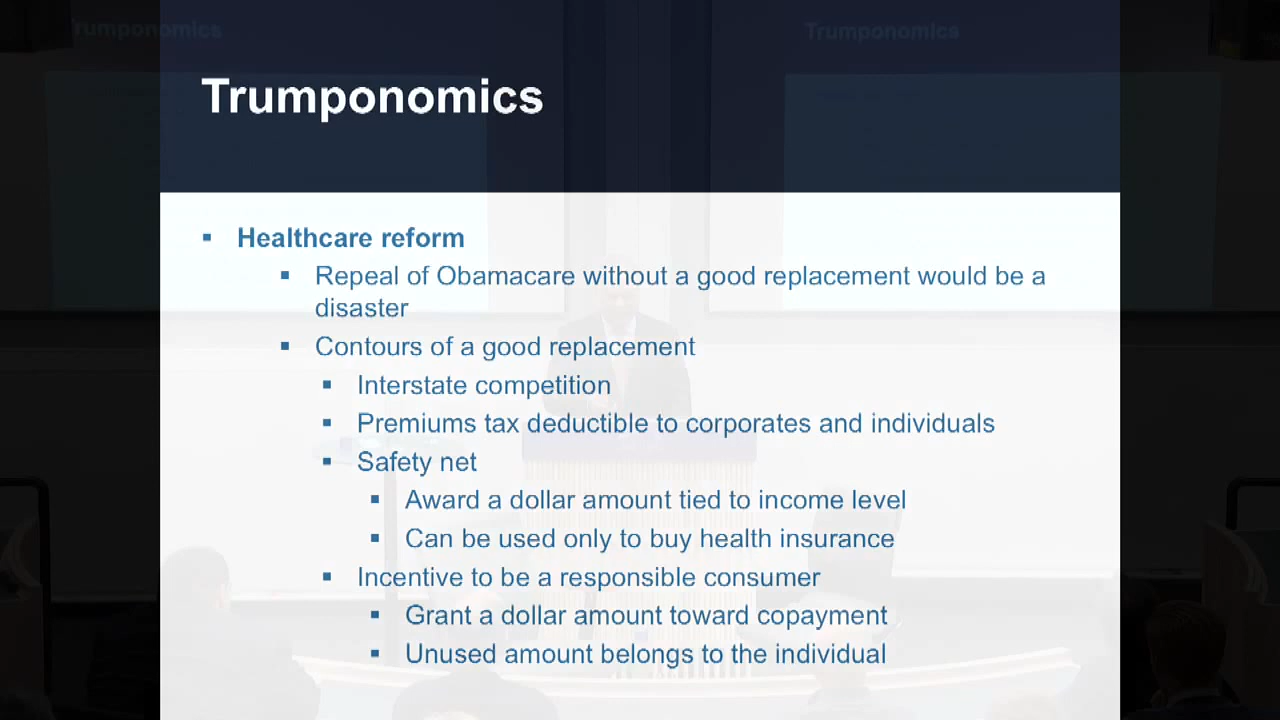 Trumponomics
Trumponomics
Trumponomics
▪ Healthcare reform
▪ Repeal of Obamacare without a good replacement would be a
disaster
▪ Contours of a good replacement
▪ Interstate competition
▪ Premiums tax deductible to corporates and individuals
▪ Safety net
▪ Award a dollar amount tied to income level
▪ Can be used only to buy health insurance
▪ Incentive to be a responsible consumer
▪ Grant a dollar amount toward copayment
▪ Unused amount belongs to the individual